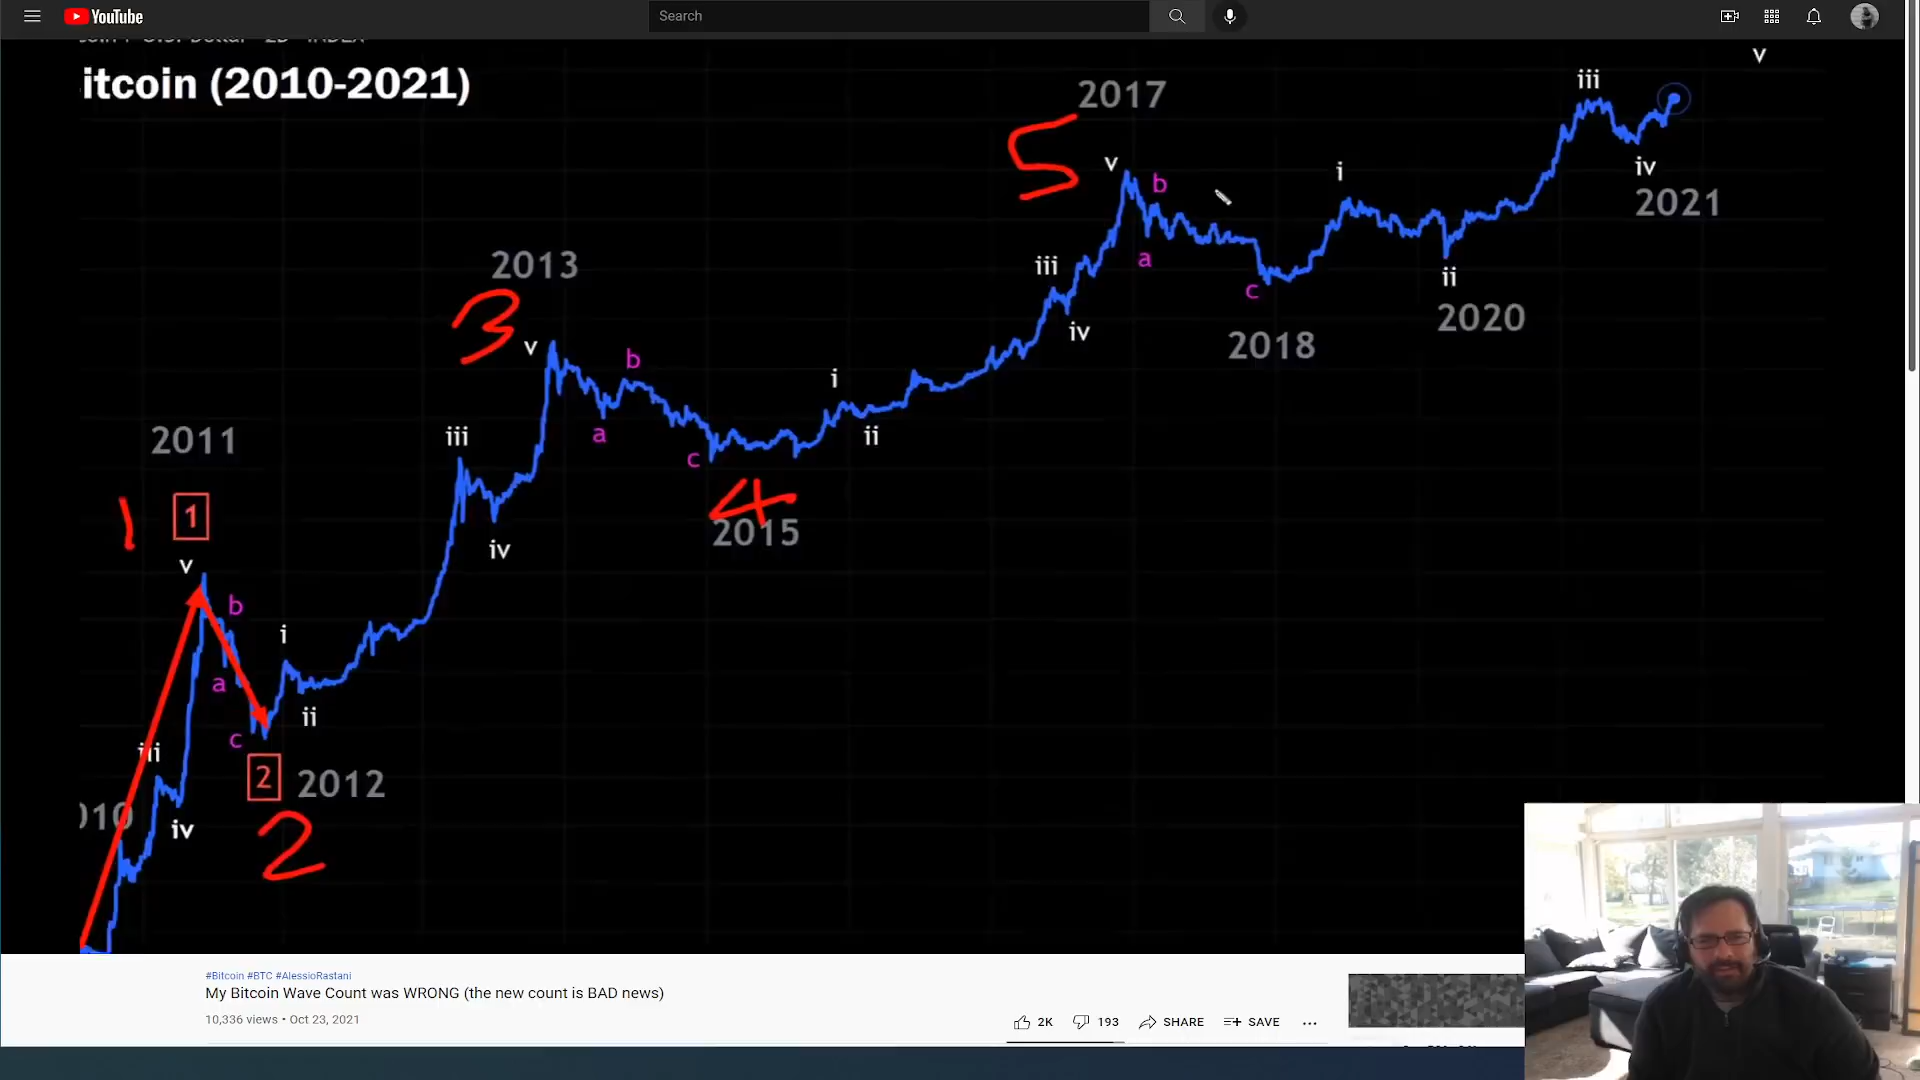 YouTube
Search
itcoin (2010-2021)
v
iii
2017
5
v
b
i
iv
2021
2013
iii
a
ii
c
iv
2020
3
2018
v
b
i
2011
iii
a
ii
c
4
2015
1
1
iv
v
b
i
a
ii
c
iii
2
2012
iv
2
#Bitcoin #BTC #AlessioRastani
My Bitcoin Wave Count was WRONG (the new count is BAD news)
10,336 views • Oct 23, 2021
2K
193
SHARE
SAVE